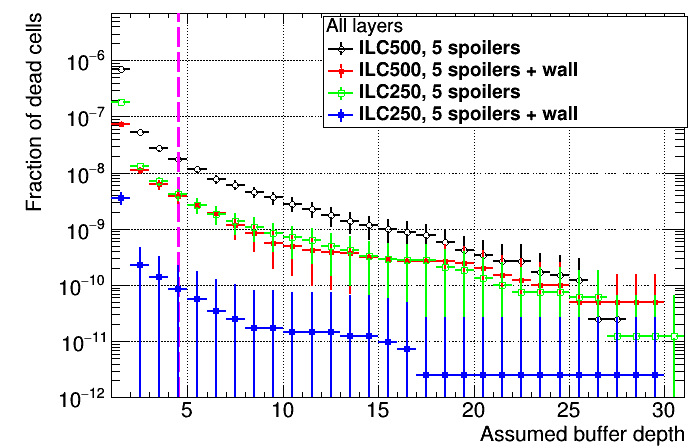 Fraction of dead cells
All layers
ILC500, 5 spoilers
ILC500, 5 spoilers + wall
ILC250, 5 spoilers
ILC250, 5 spoilers + wall
10⁻⁶
10⁻⁷
10⁻⁸
10⁻⁹
10⁻¹⁰
10⁻¹¹
10⁻¹²
5 10 15 20 25 30
Assumed buffer depth